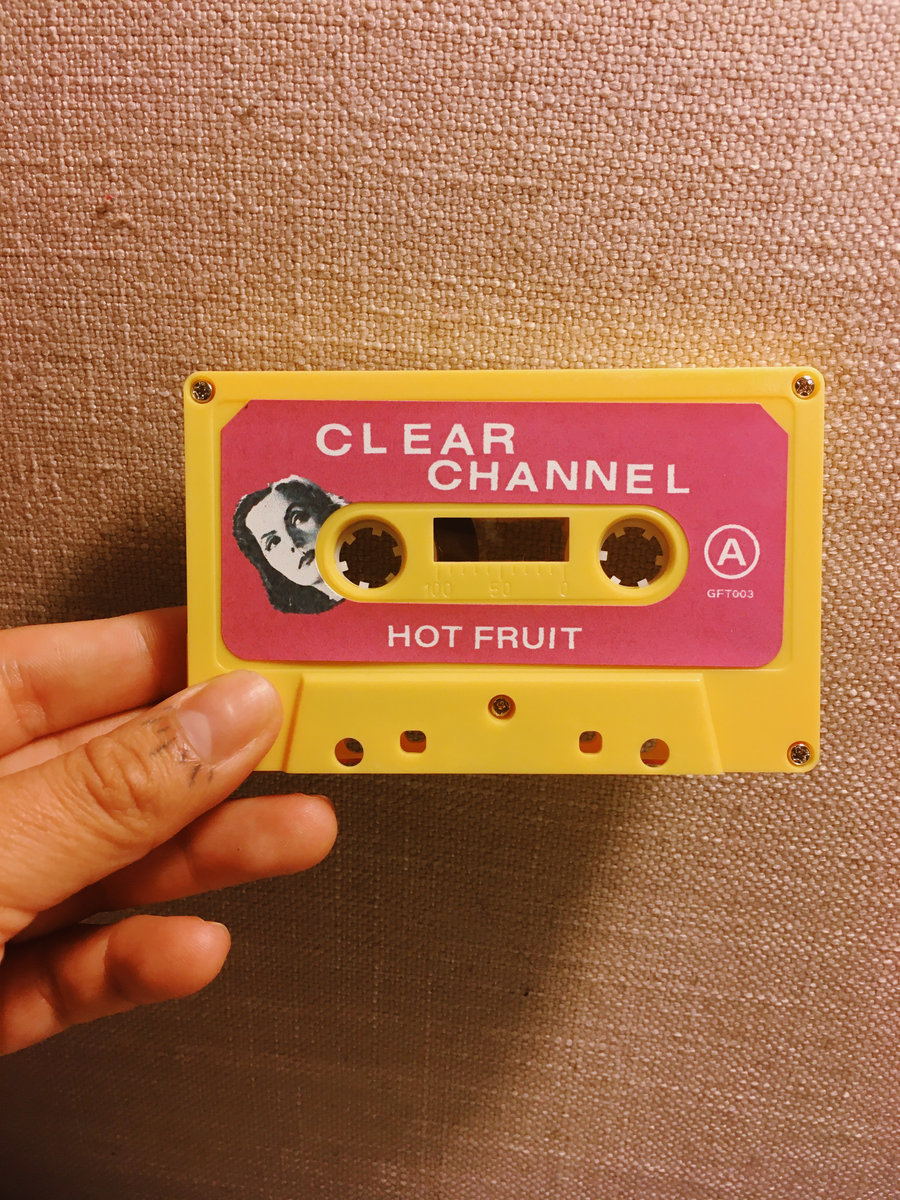 CLEAR
CHANNEL
A
GFT003
100 50 0
HOT FRUIT